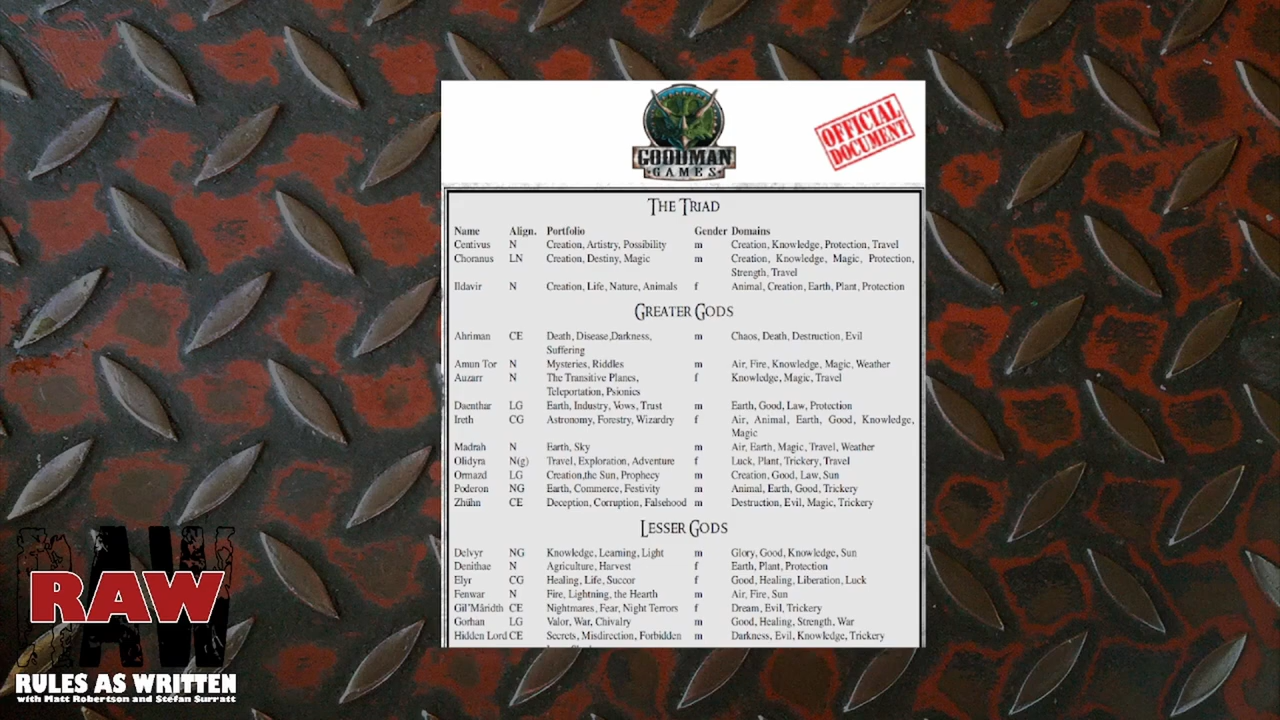 GOODMAN
GAMES
OFFICIAL
DOCUMENT
THE TRIAD
Name Align. Portfolio Gender Domains
Centivus N Creation, Artistry, Possibility m Creation, Knowledge, Protection, Travel
Choranus LN Creation, Destiny, Magic m Creation, Knowledge, Magic, Protection,
Strength, Travel
Ildavir N Creation, Life, Nature, Animals f Animal, Creation, Earth, Plant, Protection
GREATER GODS
Ahriman CE Death, Disease,Darkness, m Chaos, Death, Destruction, Evil
Suffering
Amun Tor N Mysteries, Riddles m Air, Fire, Knowledge, Magic, Weather
Auzarr N The Transitive Planes, f Knowledge, Magic, Travel
Teleportation, Psionics
Daenthar LG Earth, Industry, Vows, Trust m Earth, Good, Law, Protection
Ireth CG Astronomy, Forestry, Wizardry f Air, Animal, Earth, Good, Knowledge,
Magic
Madrah N Earth, Sky m Air, Earth, Magic, Travel, Weather
Olidyra N(g) Travel, Exploration, Adventure f Luck, Plant, Trickery, Travel
Ormazd LG Creation,the Sun, Prophecy m Creation, Good, Law, Sun
Poderon NG Earth, Commerce, Festivity m Animal, Earth, Good, Trickery
Zhühn CE Deception, Corruption, Falsehood m Destruction, Evil, Magic, Trickery
LESSER GODS
Delvyr NG Knowledge, Learning, Light m Glory, Good, Knowledge, Sun
Denithae N Agriculture, Harvest f Earth, Plant, Protection
Elyr CG Healing, Life, Succor f Good, Healing, Liberation, Luck
Fenwar N Fire, Lightning, the Hearth m Air, Fire, Sun
Gil'Mâridth CE Nightmares, Fear, Night Terrors f Dream, Evil, Trickery
Gorhan LG Valor, War, Chivalry m Good, Healing, Strength, War
Hidden Lord CE Secrets, Misdirection, Forbidden m Darkness, Evil, Knowledge, Trickery
RAW
RAW
RULES AS WRITTEN
with Matt Robertson and Stefan Surratt